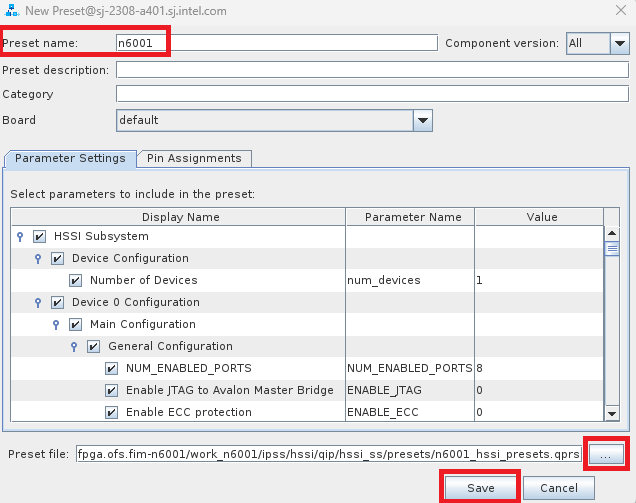 New Preset@sj-2308-a401.sj.intel.com
Preset name: n6001 Component version: All
Preset description:
Category
Board default
Parameter Settings Pin Assignments
Select parameters to include in the preset:
Display Name Parameter Name Value
HSSI Subsystem
Device Configuration
Number of Devices num_devices 1
Device 0 Configuration
Main Configuration
General Configuration
NUM_ENABLED_PORTS NUM_ENABLED_PORTS 8
Enable JTAG to Avalon Master Bridge ENABLE_JTAG 0
Enable ECC protection ENABLE_ECC 0
Preset file: fpga.ofs.fim-n6001/work_n6001/ipss/hssi/qip/hssi_ss/presets/n6001_hssi_presets.qprs ...
Save Cancel